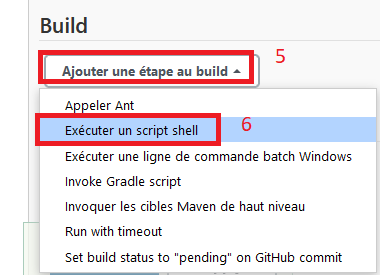 Build
Ajouter une étape au build
5
Appeler Ant
Exécuter un script shell
6
Exécuter une ligne de commande batch Windows
Invoke Gradle script
Invoquer les cibles Maven de haut niveau
Run with timeout
Set build status to "pending" on GitHub commit